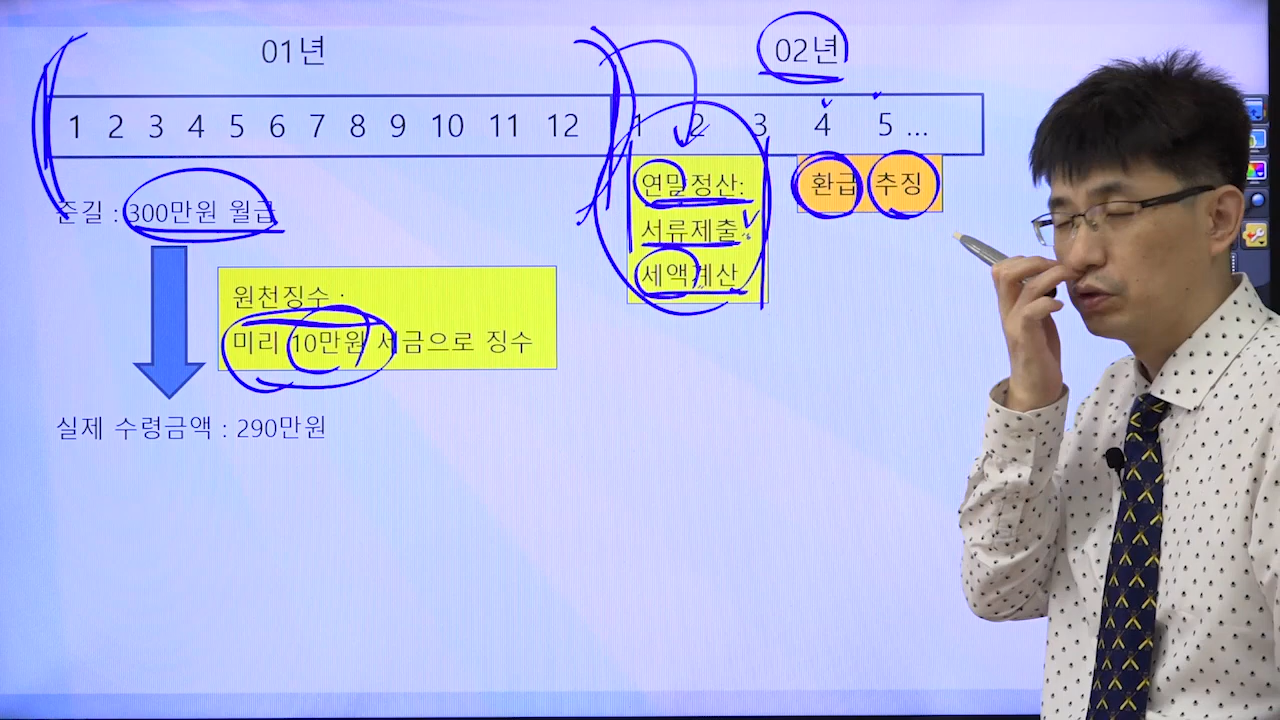 01년
02년
1 2 3 4 5 6 7 8 9 10 11 12 1 2 3 4 5 ...
준길 : 300만원 월급
연말정산:
서류제출
세액계산
환급 추징
원천징수 :
미리 10만원 세금으로 징수
실제 수령금액 : 290만원